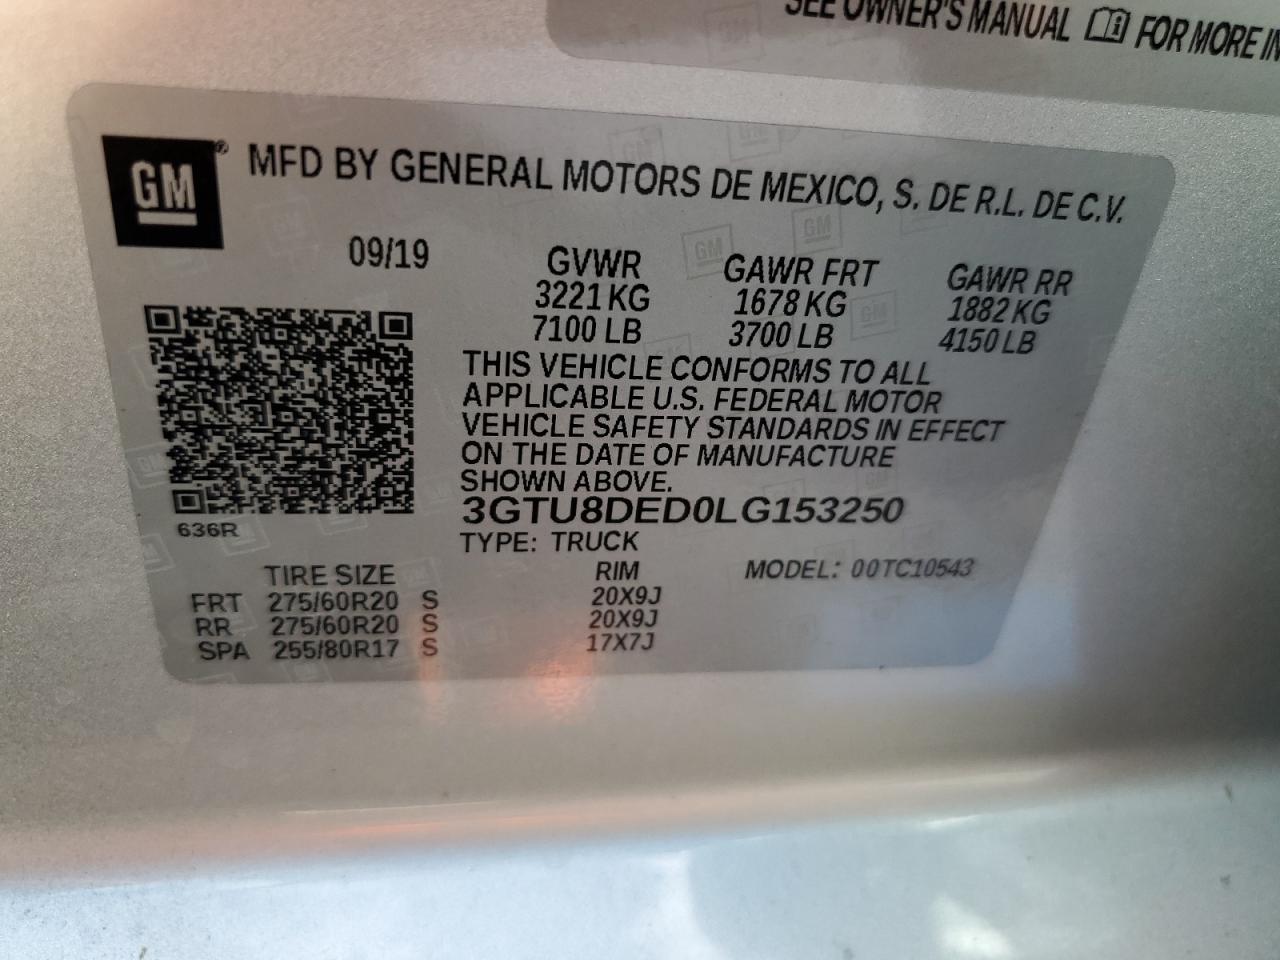 SEE OWNER'S MANUAL FOR MORE IN
GM® MFD BY GENERAL MOTORS DE MEXICO, S. DE R.L. DE C.V.
09/19 GVWR GAWR FRT GAWR RR
3221 KG 1678 KG 1882 KG
7100 LB 3700 LB 4150 LB
THIS VEHICLE CONFORMS TO ALL
APPLICABLE U.S. FEDERAL MOTOR
VEHICLE SAFETY STANDARDS IN EFFECT
ON THE DATE OF MANUFACTURE
SHOWN ABOVE.
3GTU8DED0LG153250
636R
TYPE: TRUCK
TIRE SIZE RIM MODEL: 00TC10543
FRT 275/60R20 S 20X9J
RR 275/60R20 S 20X9J
SPA 255/80R17 S 17X7J